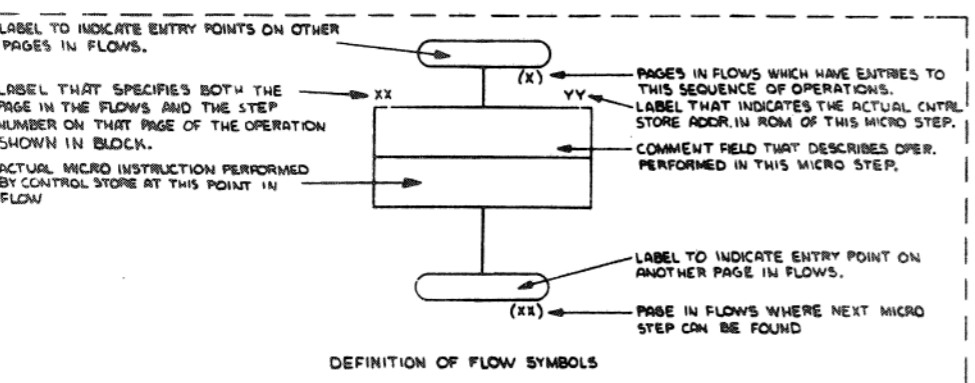 LABEL TO INDICATE ENTRY POINTS ON OTHER
PAGES IN FLOWS.
(X)
PAGES IN FLOWS WHICH HAVE ENTRIES TO
THIS SEQUENCE OF OPERATIONS.
LABEL THAT SPECIFIES BOTH THE
PAGE IN THE FLOWS AND THE STEP
NUMBER ON THAT PAGE OF THE OPERATION
SHOWN IN BLOCK.
XX
YY
LABEL THAT INDICATES THE ACTUAL CNTRL
STORE ADDR. IN ROM OF THIS MICRO STEP.
COMMENT FIELD THAT DESCRIBES OPER.
PERFORMED IN THIS MICRO STEP.
ACTUAL MICRO INSTRUCTION PERFORMED
BY CONTROL STORE AT THIS POINT IN
FLOW
LABEL TO INDICATE ENTRY POINT ON
ANOTHER PAGE IN FLOWS.
(XX)
PAGE IN FLOWS WHERE NEXT MICRO
STEP CAN BE FOUND
DEFINITION OF FLOW SYMBOLS